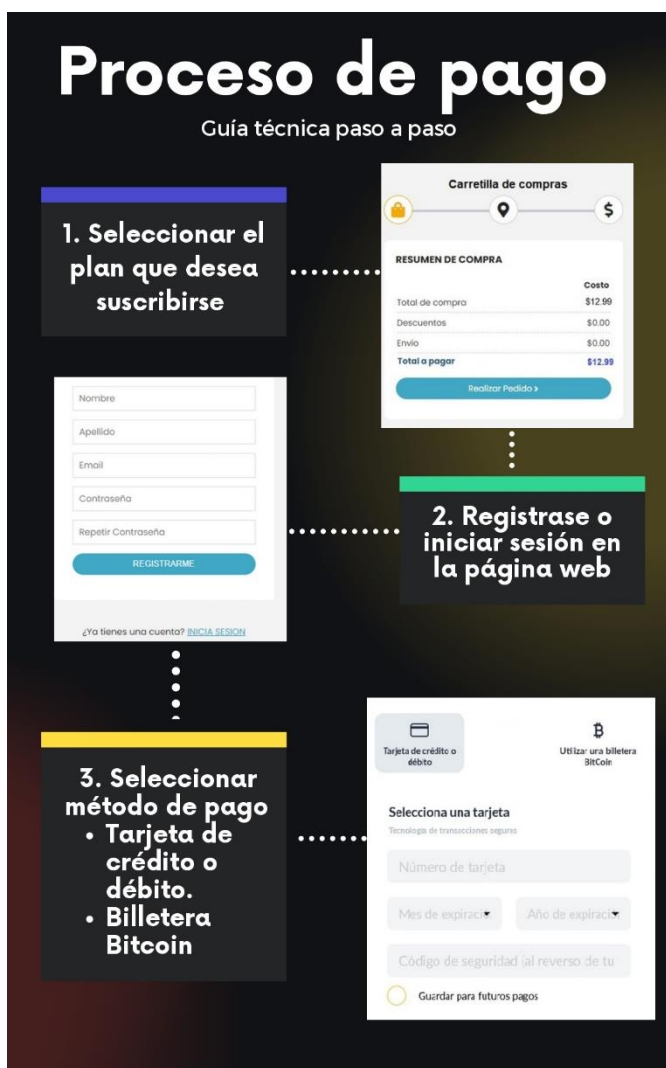 Proceso de pago
Guía técnica paso a paso
1. Seleccionar el
plan que desea
suscribirse
Carretilla de compras
$
RESUMEN DE COMPRA
Costo
Total de compra $12.99
Descuentos $0.00
Envío $0.00
Total a pagar $12.99
Realizar Pedido >
Nombre
Apellido
Email
Contraseña
Repetir Contraseña
REGISTRARME
¿Ya tienes una cuenta? INICIA SESION
2. Registrase o
iniciar sesión en
la página web
3. Seleccionar
método de pago
• Tarjeta de
crédito o
débito.
• Billetera
Bitcoin
Tarjeta de crédito o
débito
Utilizar una billetera
BitCoin
Selecciona una tarjeta
Tecnología de transacciones seguras
Número de tarjeta
Mes de expiració Año de expiració
Código de seguridad (al reverso de tu
Guardar para futuros pagos